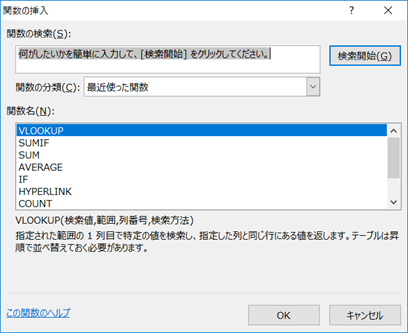 関数の挿入
関数の検索(S):
何がしたいかを簡単に入力して、[検索開始] をクリックしてください。
検索開始(G)
関数の分類(C):
最近使った関数
関数名(N):
VLOOKUP
SUMIF
SUM
AVERAGE
IF
HYPERLINK
COUNT
VLOOKUP(検索値,範囲,列番号,検索方法)
指定された範囲の 1 列目で特定の値を検索し、指定した列と同じ行にある値を返します。テーブルは昇
順で並べ替えておく必要があります。
この関数のヘルプ
OK
キャンセル